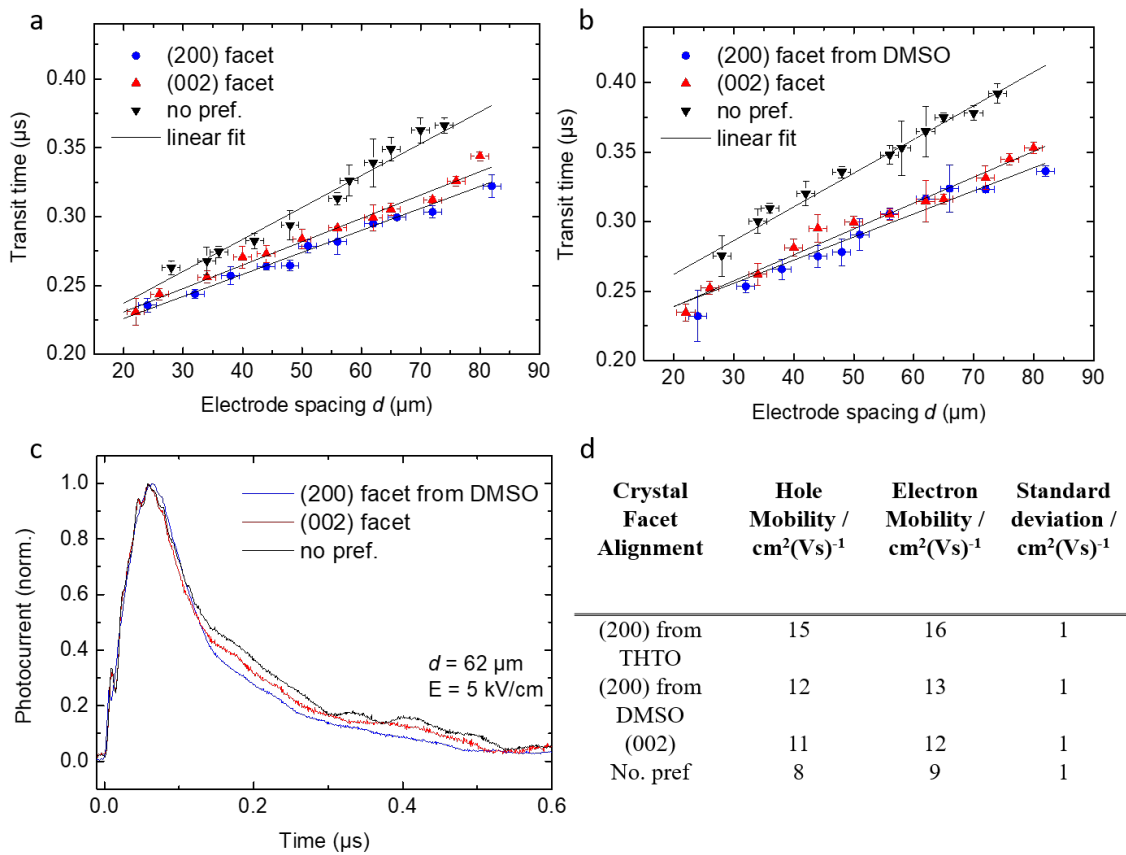 a
(200) facet
(002) facet
no pref.
linear fit
0.40
0.35
0.30
0.25
0.20
Transit time (µs)
20 30 40 50 60 70 80 90
Electrode spacing d (µm)
b
(200) facet from DMSO
(002) facet
no pref.
linear fit
0.40
0.35
0.30
0.25
0.20
Transit time (µs)
20 30 40 50 60 70 80 90
Electrode spacing d (µm)
c
(200) facet from DMSO
(002) facet
no pref.
d = 62 µm
E = 5 kV/cm
1.0
0.8
0.6
0.4
0.2
0.0
Photocurrent (norm.)
0.0 0.2 0.4 0.6
Time (µs)
d
Crystal Hole Electron Standard
Facet Mobility / Mobility / deviation /
Alignment cm²(Vs)⁻¹ cm²(Vs)⁻¹ cm²(Vs)⁻¹
(200) from 15 16 1
THTO
(200) from 12 13 1
DMSO
(002) 11 12 1
No. pref 8 9 1